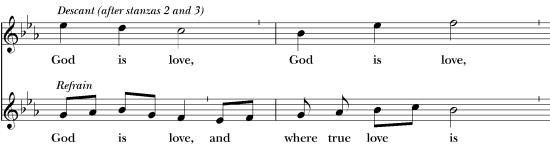 Descant (after stanzas 2 and 3)
God is love, God is love,
Refrain
God is love, and where true love is